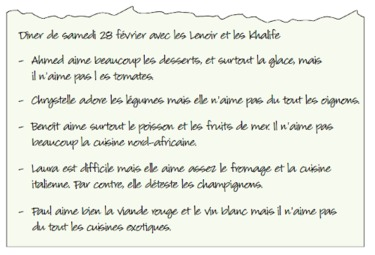 Dîner de samedi 28 février avec les Lenoir et les Khalife
- Ahmed aime beaucoup les desserts, et surtout la glace, mais
il n'aime pas l es tomates.
- Chrystelle adore les légumes mais elle n'aime pas du tout les oignons.
- Benoît aime surtout le poisson et les fruits de mer. Il n'aime pas
beaucoup la cuisine nord-africaine.
- Laura est difficile mais elle aime assez le fromage et la cuisine
italienne. Par contre, elle déteste les champignons.
- Paul aime bien la viande rouge et le vin blanc mais il n'aime pas
du tout les cuisines exotiques.